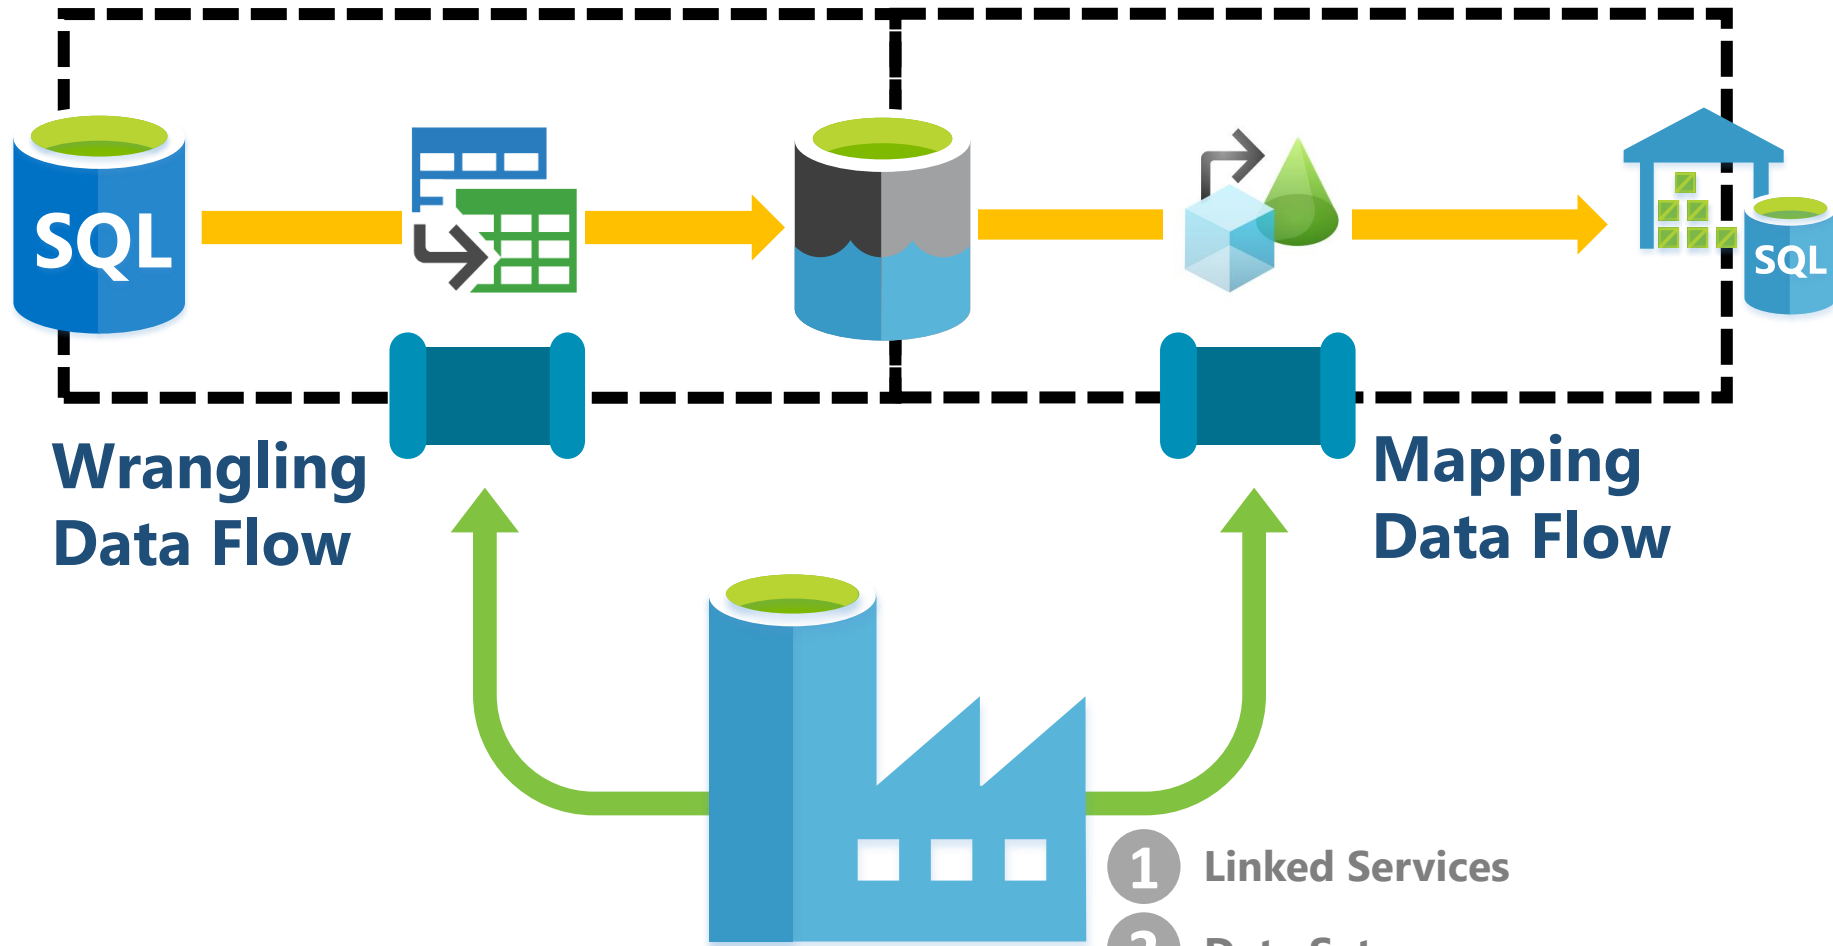 SQL
SQL
Wrangling
Data Flow
Mapping
Data Flow
1 Linked Services